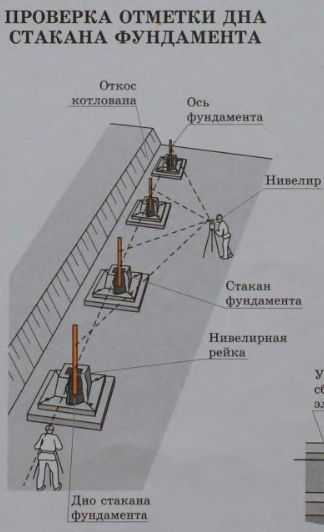 ПРОВЕРКА ОТМЕТКИ ДНА
СТАКАНА ФУНДАМЕНТА
Откос
котлована
Ось
фундамента
Нивелир
Стакан
фундамента
Нивелирная
рейка
Дно стакана
фундамента